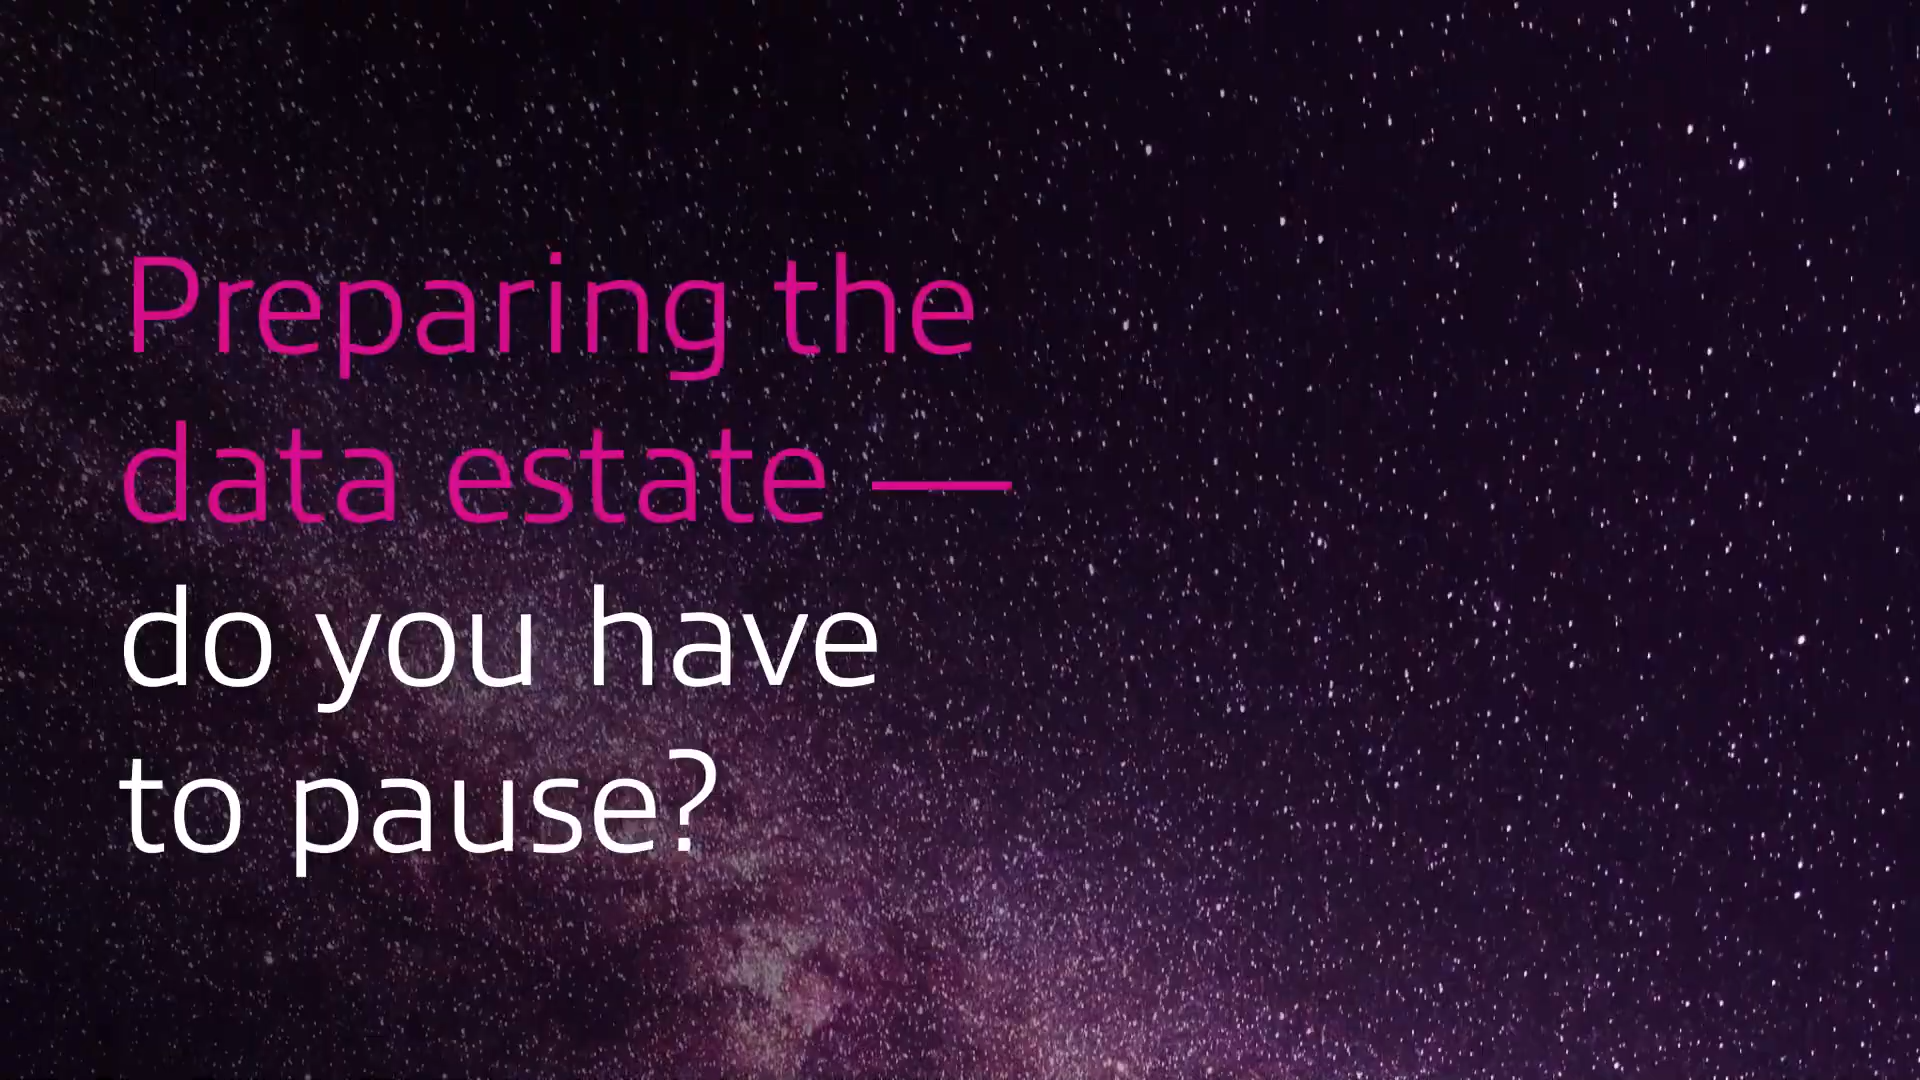 Preparing the
data estate —
do you have
to pause?